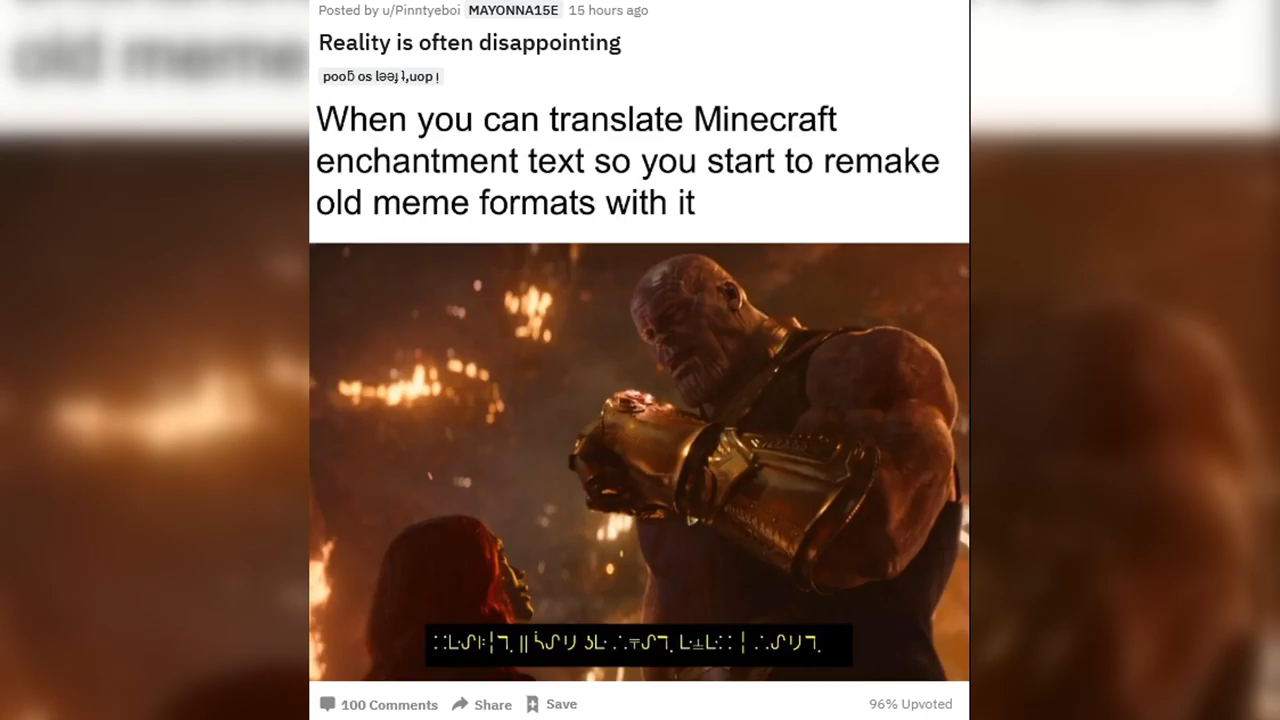 Posted by u/Pinntyeboi MAYONNA15E 15 hours ago
Reality is often disappointing
pooƃ os lǝǝɟ ʇ,uop ᴉ
When you can translate Minecraft
enchantment text so you start to remake
old meme formats with it
100 Comments Share Save 96% Upvoted